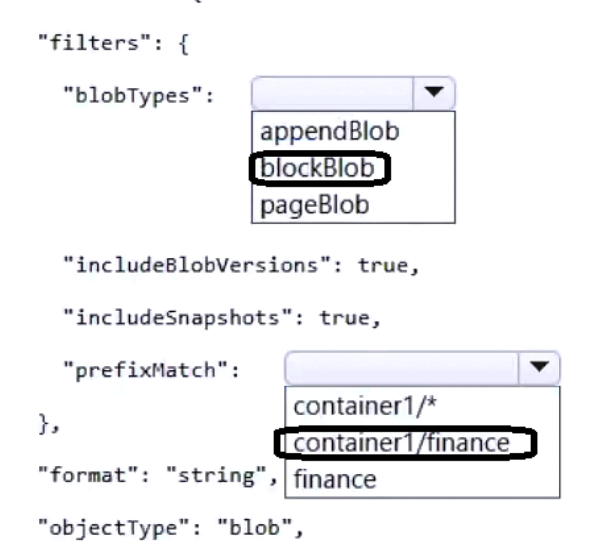 "filters": {
"blobTypes":
appendBlob
blockBlob
pageBlob
"includeBlobVersions": true,
"includeSnapshots": true,
"prefixMatch":
container1/*
},
container1/finance
"format": "string",
finance
"objectType": "blob",